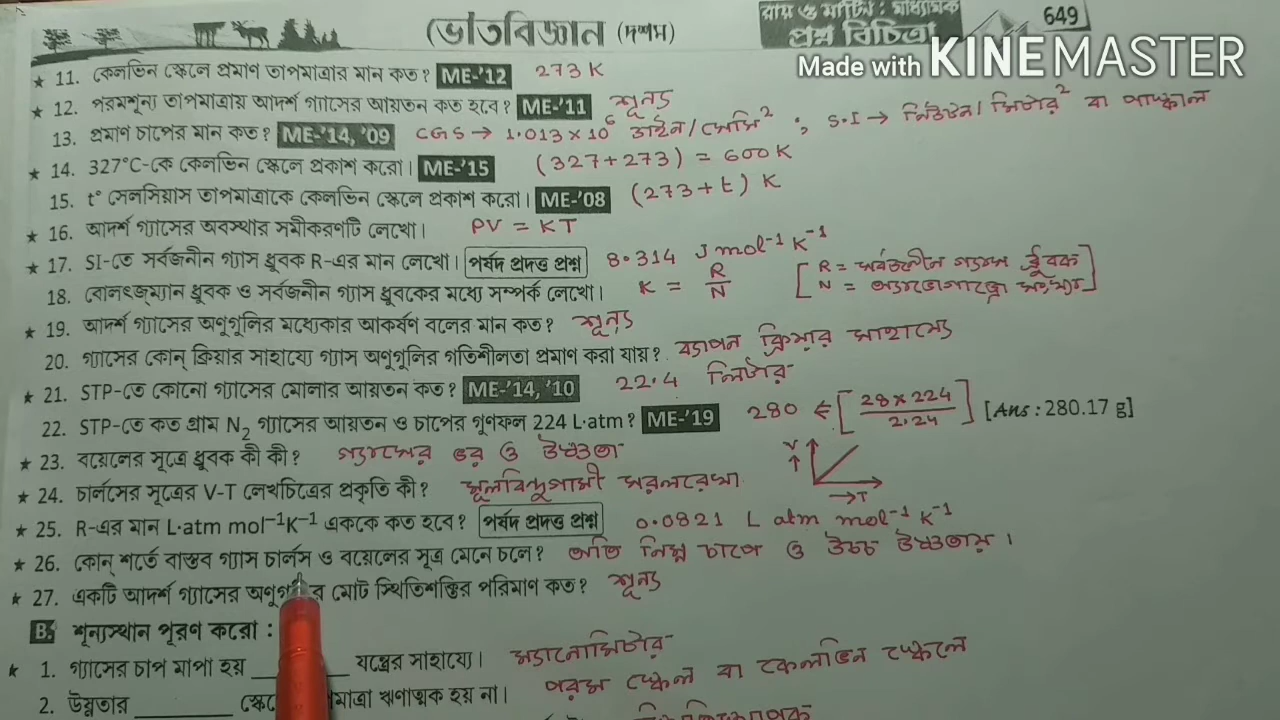 ভৌতবিজ্ঞান (দশম)
রায় ও মার্টিন : মাধ্যমিক
প্রশ্ন বিচিত্রা
649
Made with KINEMASTER
★ 11. কেলভিন স্কেলে প্রমাণ তাপমাত্রার মান কত? ME-'12 273 K
★ 12. পরমশূন্য তাপমাত্রায় আদর্শ গ্যাসের আয়তন কত হবে? ME-'11 শূন্য
13. প্রমাণ চাপের মান কত? ME-'14, '09 CGS → 1.013 × 10⁶ ডাইন/সেমি² ; S.I → নিউটন/মিটার² বা পাস্কাল
★ 14. 327°C-কে কেলভিন স্কেলে প্রকাশ করো। ME-'15 (327+273) = 600 K
15. t° সেলসিয়াস তাপমাত্রাকে কেলভিন স্কেলে প্রকাশ করো। ME-'08 (273+t) K
★ 16. আদর্শ গ্যাসের অবস্থার সমীকরণটি লেখো। PV = KT
★ 17. SI-তে সর্বজনীন গ্যাস ধ্রুবক R-এর মান লেখো। পর্ষদ প্রদত্ত প্রশ্ন 8.314 J mol⁻¹ K⁻¹
18. বোলৎজম্যান ধ্রুবক ও সর্বজনীন গ্যাস ধ্রুবকের মধ্যে সম্পর্ক লেখো। K = R/N [R = সর্বজনীন গ্যাস ধ্রুবক
N = অ্যাভোগাড্রো সংখ্যা]
★ 19. আদর্শ গ্যাসের অণুগুলির মধ্যেকার আকর্ষণ বলের মান কত? শূন্য
20. গ্যাসের কোন্ ক্রিয়ার সাহায্যে গ্যাস অণুগুলির গতিশীলতা প্রমাণ করা যায়? ব্যাপন ক্রিয়ার সাহায্যে
★ 21. STP-তে কোনো গ্যাসের মোলার আয়তন কত? ME-'14, '10 22.4 লিটার
22. STP-তে কত গ্রাম N₂ গ্যাসের আয়তন ও চাপের গুণফল 224 L·atm? ME-'19 280 [28×224/2.24] [Ans : 280.17 g]
★ 23. বয়েলের সূত্রে ধ্রুবক কী কী? গ্যাসের ভর ও উষ্ণতা
★ 24. চার্লসের সূত্রের V-T লেখচিত্রের প্রকৃতি কী? মূলবিন্দুগামী সরলরেখা V ↑ → T
★ 25. R-এর মান L·atm mol⁻¹K⁻¹ এককে কত হবে? পর্ষদ প্রদত্ত প্রশ্ন 0.0821 L atm mol⁻¹ K⁻¹
★ 26. কোন্ শর্তে বাস্তব গ্যাস চার্লস ও বয়েলের সূত্র মেনে চলে? অতি নিম্ন চাপে ও উচ্চ উষ্ণতায়।
★ 27. একটি আদর্শ গ্যাসের মোট স্থিতিশক্তির পরিমাণ কত? শূন্য
B. শূন্যস্থান পূরণ করো :
★ 1. গ্যাসের চাপ মাপা হয় ________ যন্ত্রের সাহায্যে। ম্যানোমিটার
2. উষ্ণতার ________ ঋণাত্মক হয় না। পরম স্কেল বা কেলভিন স্কেলে